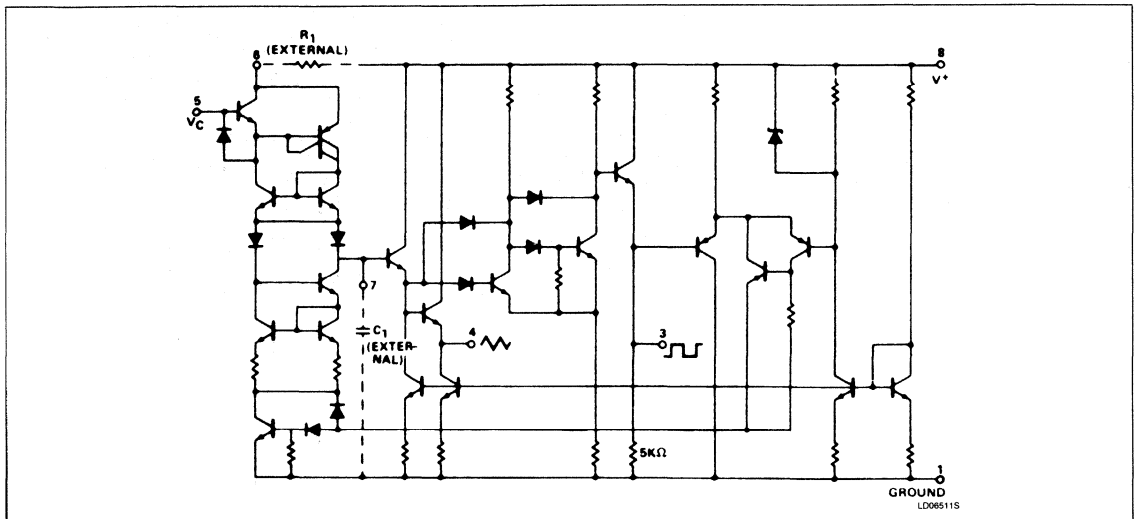 R1
(EXTERNAL)
6
8
V+
5
VC
7
C1
(EXTER-
NAL)
4
3
5KΩ
1
GROUND
LD06511S